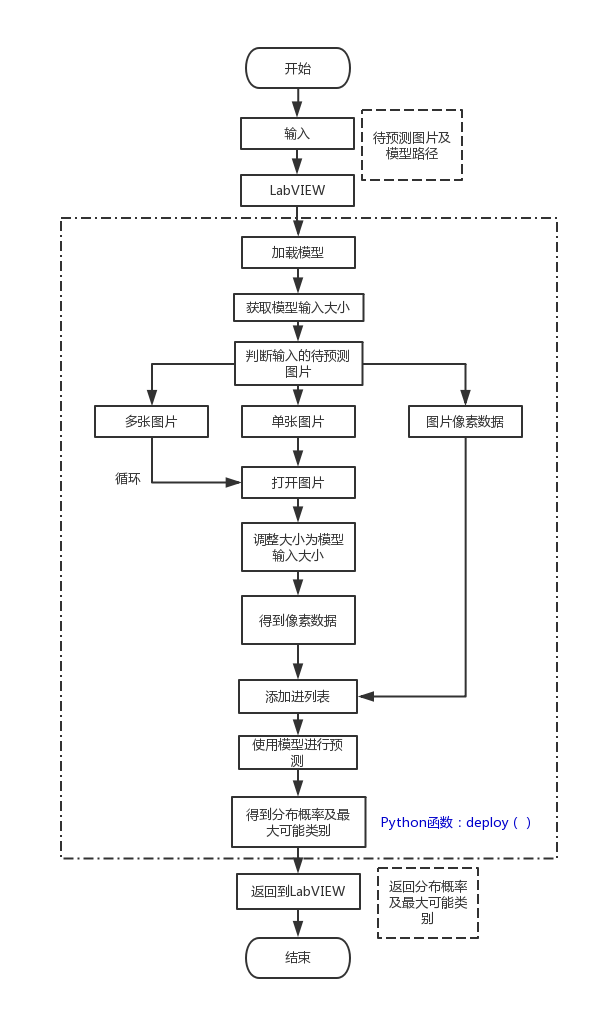 开始
输入
待预测图片及
模型路径
LabVIEW
加载模型
获取模型输入大小
判断输入的待预测
图片
多张图片
单张图片
图片像素数据
循环
打开图片
调整大小为模型
输入大小
得到像素数据
添加进列表
使用模型进行预
测
得到分布概率及最
大可能类别
Python函数：deploy（ ）
返回到LabVIEW
返回分布概率
及最大可能类
别
结束